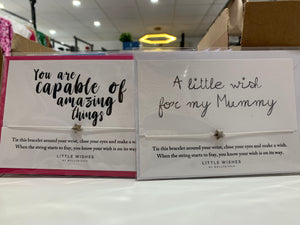 You are
capable of
amazing
things
Tie this bracelet around your wrist, close your eyes and make a wish.
When the string starts to fray, you know your wish is on its way.
LITTLE WISHES
A little wish
for my Mummy
Tie this bracelet around your wrist, close your eyes and make a wish.
When the string starts to fray, you know your wish is on its way.
LITTLE WISHES